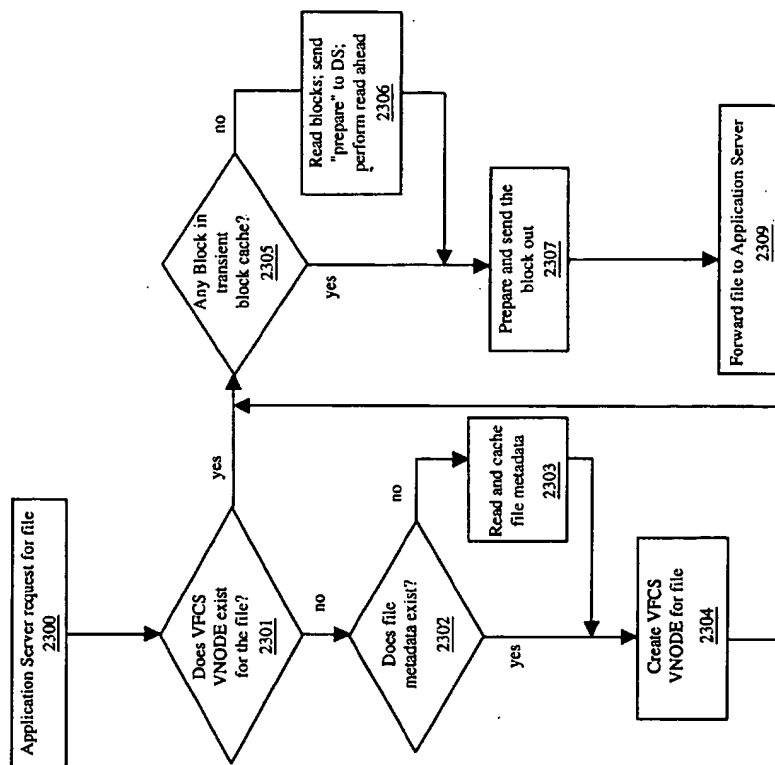 Application Server request for file
2300
Does VFCS
VNODE exist
for the file?
2301
yes
no
Does file
metadata exist?
2302
no
yes
Read and cache
file metadata
2303
Create VFCS
VNODE for file
2304
Any Block in
transient
block cache?
2305
no
yes
Read blocks; send
"prepare" to DS;
perform read ahead
2306
Prepare and send the
block out
2307
Forward file to Application Server
2309